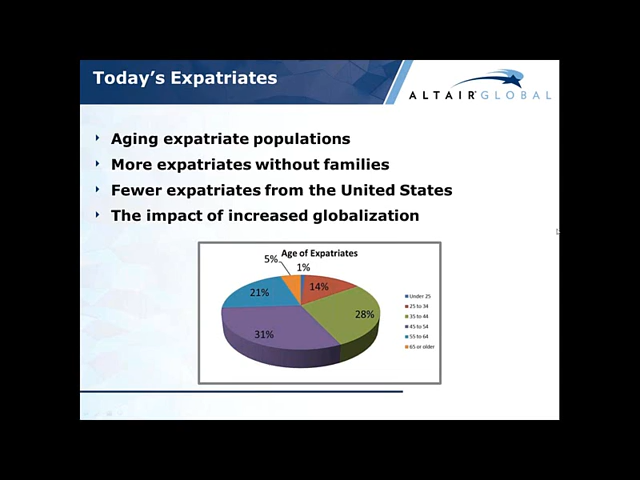 Today's Expatriates
ALTAIR GLOBAL
Aging expatriate populations
More expatriates without families
Fewer expatriates from the United States
The impact of increased globalization
Age of Expatriates
5%
1%
14%
21%
28%
31%
Under 25
25 to 34
35 to 44
45 to 54
55 to 64
65 or older